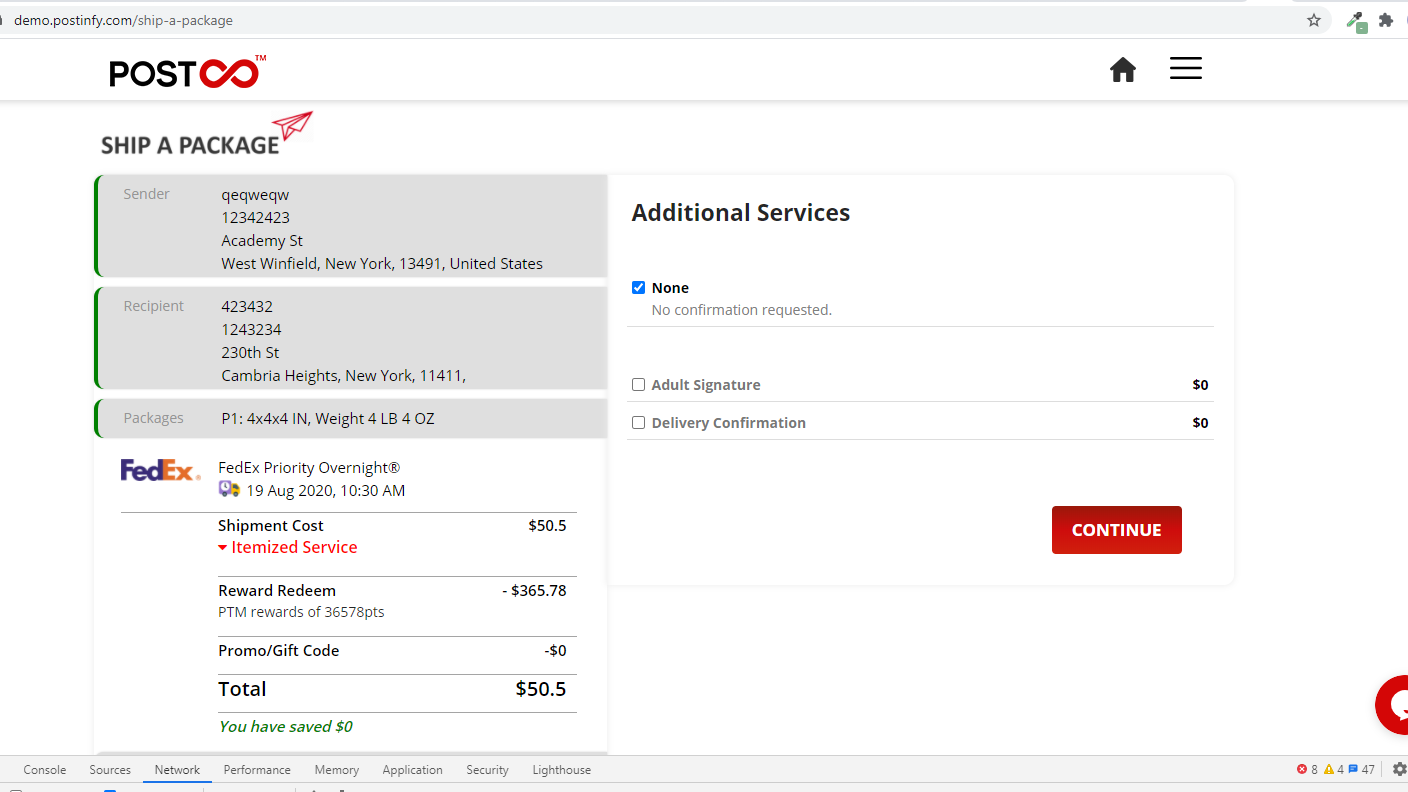 demo.postinfy.com/ship-a-package
POST
TM
SHIP A PACKAGE
Sender
qeqweqw
12342423
Academy St
West Winfield, New York, 13491, United States
Recipient
423432
1243234
230th St
Cambria Heights, New York, 11411,
Packages
P1: 4x4x4 IN, Weight 4 LB 4 OZ
FedEx
FedEx Priority Overnight®
19 Aug 2020, 10:30 AM
Shipment Cost $50.5
Itemized Service
Reward Redeem - $365.78
PTM rewards of 36578pts
Promo/Gift Code -$0
Total $50.5
You have saved $0
Additional Services
None
No confirmation requested.
Adult Signature $0
Delivery Confirmation $0
CONTINUE
Console Sources Network Performance Memory Application Security Lighthouse 8 4 47